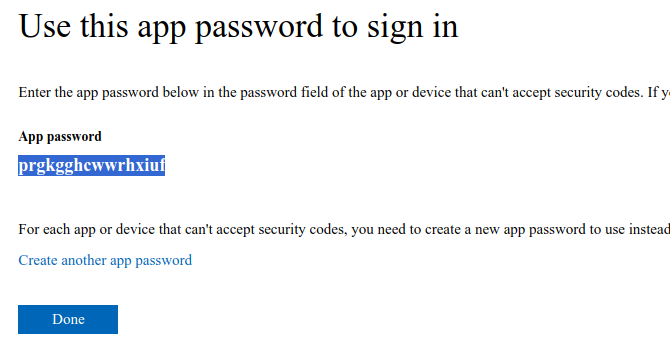 Use this app password to sign in
Enter the app password below in the password field of the app or device that can't accept security codes. If y
App password
prgkgghcwwrhxiuf
For each app or device that can't accept security codes, you need to create a new app password to use instead
Create another app password
Done